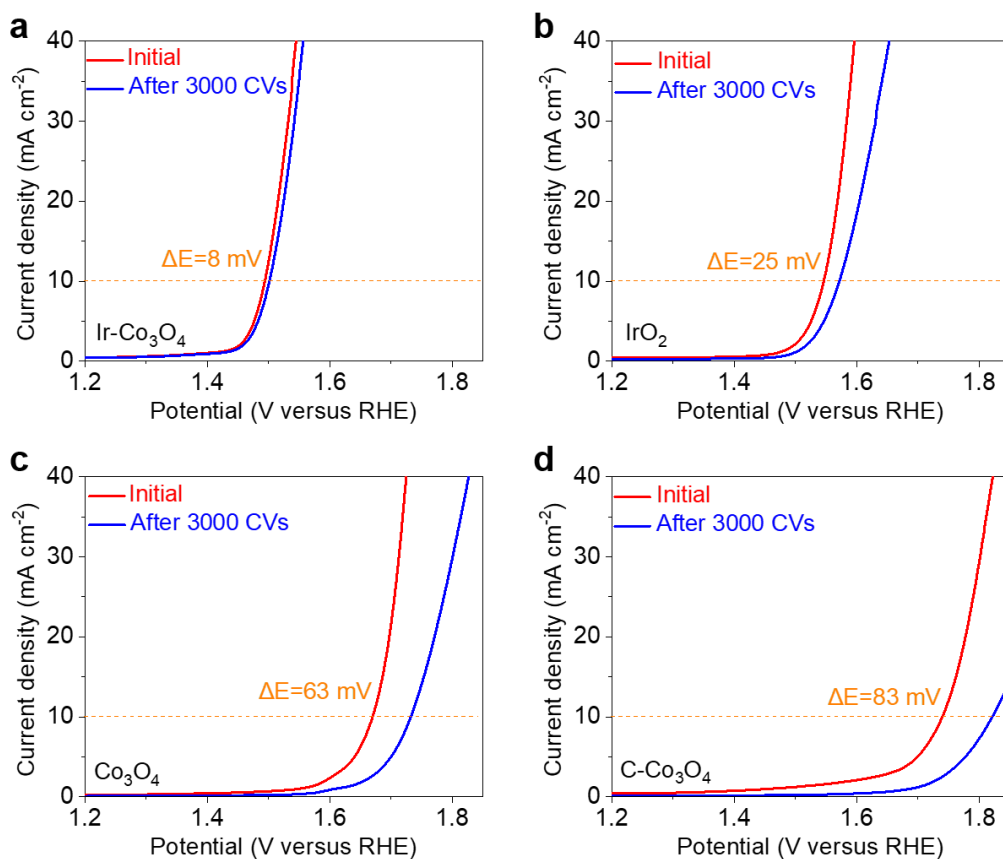 a
40
30
20
10
0
Current density (mA cm⁻²)
Initial
After 3000 CVs
ΔE=8 mV
Ir-Co₃O₄
1.2 1.4 1.6 1.8
Potential (V versus RHE)
b
40
30
20
10
0
Current density (mA cm⁻²)
Initial
After 3000 CVs
ΔE=25 mV
IrO₂
1.2 1.4 1.6 1.8
Potential (V versus RHE)
c
40
30
20
10
0
Current density (mA cm⁻²)
Initial
After 3000 CVs
ΔE=63 mV
Co₃O₄
1.2 1.4 1.6 1.8
Potential (V versus RHE)
d
40
30
20
10
0
Current density (mA cm⁻²)
Initial
After 3000 CVs
ΔE=83 mV
C-Co₃O₄
1.2 1.4 1.6 1.8
Potential (V versus RHE)